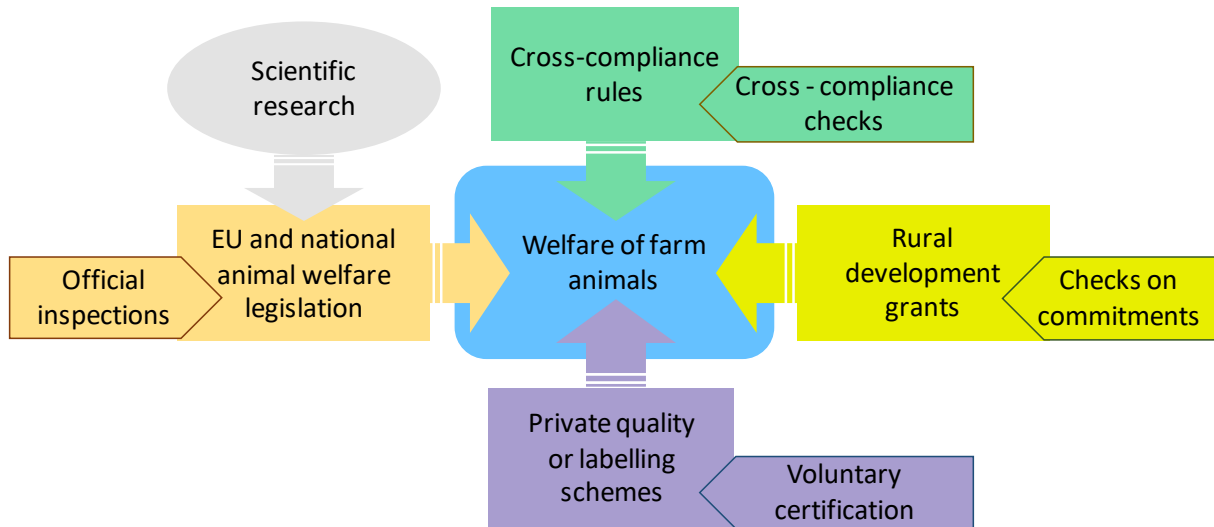 Scientific
research
Cross-compliance
rules
Cross - compliance
checks
EU and national
animal welfare
legislation
Official
inspections
Welfare of farm
animals
Rural
development
grants
Checks on
commitments
Private quality
or labelling
schemes
Voluntary
certification